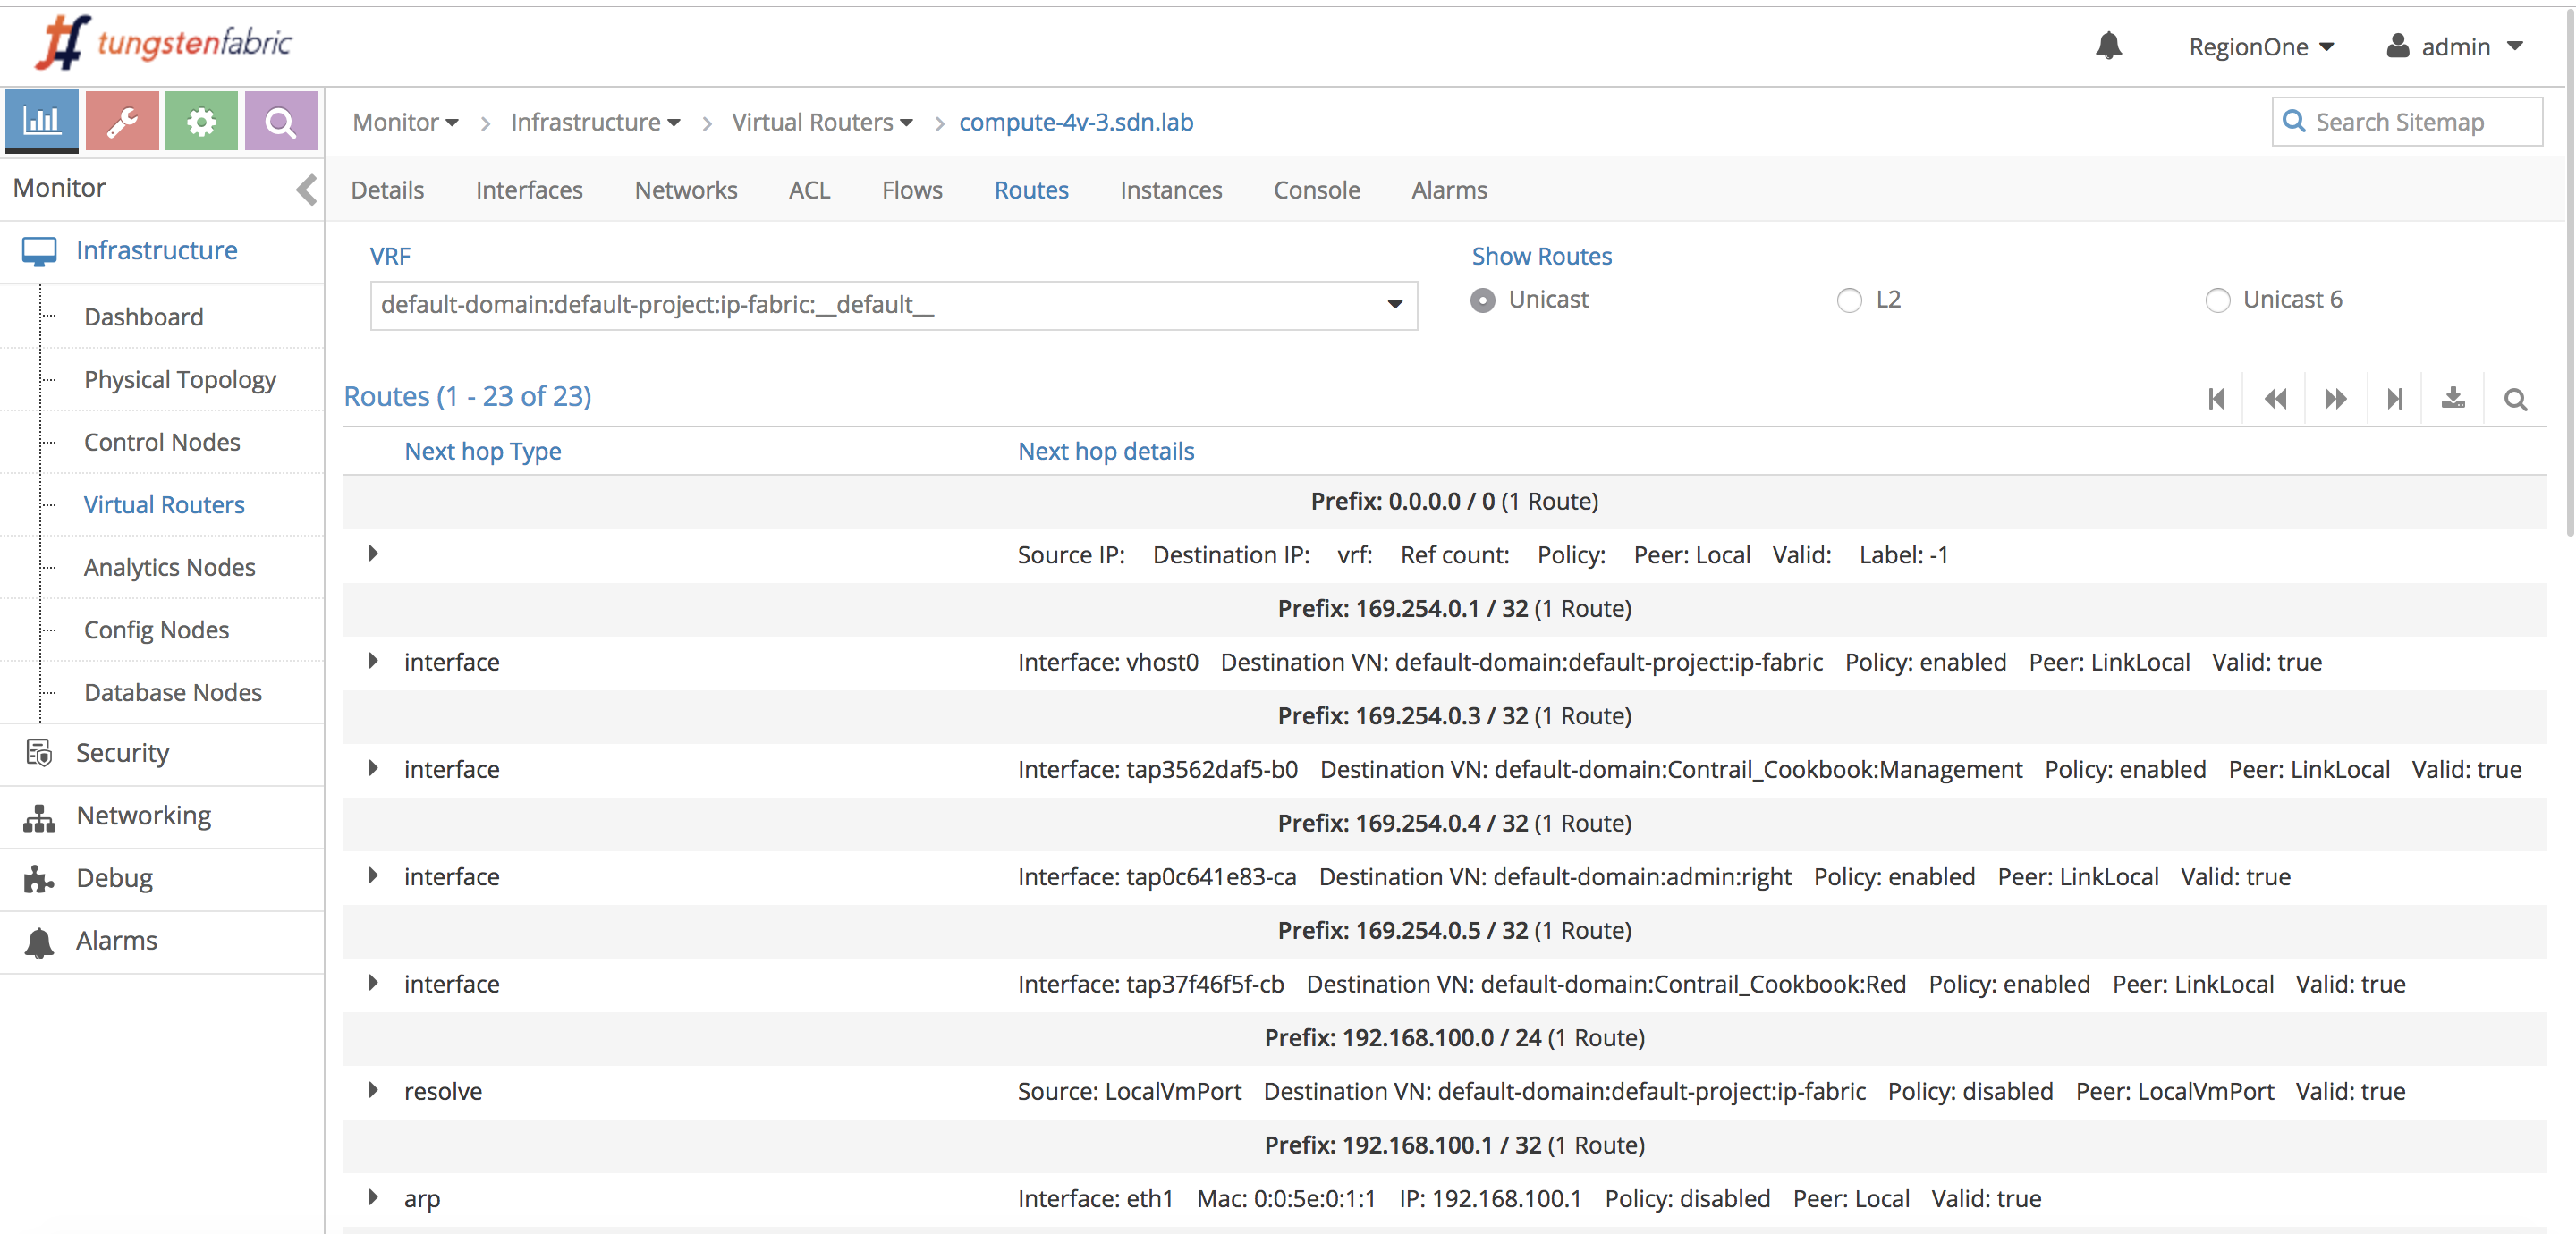 tungstenfabric
RegionOne admin
Monitor Infrastructure Virtual Routers compute-4v-3.sdn.lab Search Sitemap
Monitor
Details Interfaces Networks ACL Flows Routes Instances Console Alarms
Infrastructure
Dashboard
Physical Topology
Control Nodes
Virtual Routers
Analytics Nodes
Config Nodes
Database Nodes
Security
Networking
Debug
Alarms
VRF
default-domain:default-project:ip-fabric:__default__
Show Routes
Unicast L2 Unicast 6
Routes (1 - 23 of 23)
Next hop Type Next hop details
Prefix: 0.0.0.0 / 0 (1 Route)
Source IP: Destination IP: vrf: Ref count: Policy: Peer: Local Valid: Label: -1
Prefix: 169.254.0.1 / 32 (1 Route)
interface Interface: vhost0 Destination VN: default-domain:default-project:ip-fabric Policy: enabled Peer: LinkLocal Valid: true
Prefix: 169.254.0.3 / 32 (1 Route)
interface Interface: tap3562daf5-b0 Destination VN: default-domain:Contrail_Cookbook:Management Policy: enabled Peer: LinkLocal Valid: true
Prefix: 169.254.0.4 / 32 (1 Route)
interface Interface: tap0c641e83-ca Destination VN: default-domain:admin:right Policy: enabled Peer: LinkLocal Valid: true
Prefix: 169.254.0.5 / 32 (1 Route)
interface Interface: tap37f46f5f-cb Destination VN: default-domain:Contrail_Cookbook:Red Policy: enabled Peer: LinkLocal Valid: true
Prefix: 192.168.100.0 / 24 (1 Route)
resolve Source: LocalVmPort Destination VN: default-domain:default-project:ip-fabric Policy: disabled Peer: LocalVmPort Valid: true
Prefix: 192.168.100.1 / 32 (1 Route)
arp Interface: eth1 Mac: 0:0:5e:0:1:1 IP: 192.168.100.1 Policy: disabled Peer: Local Valid: true